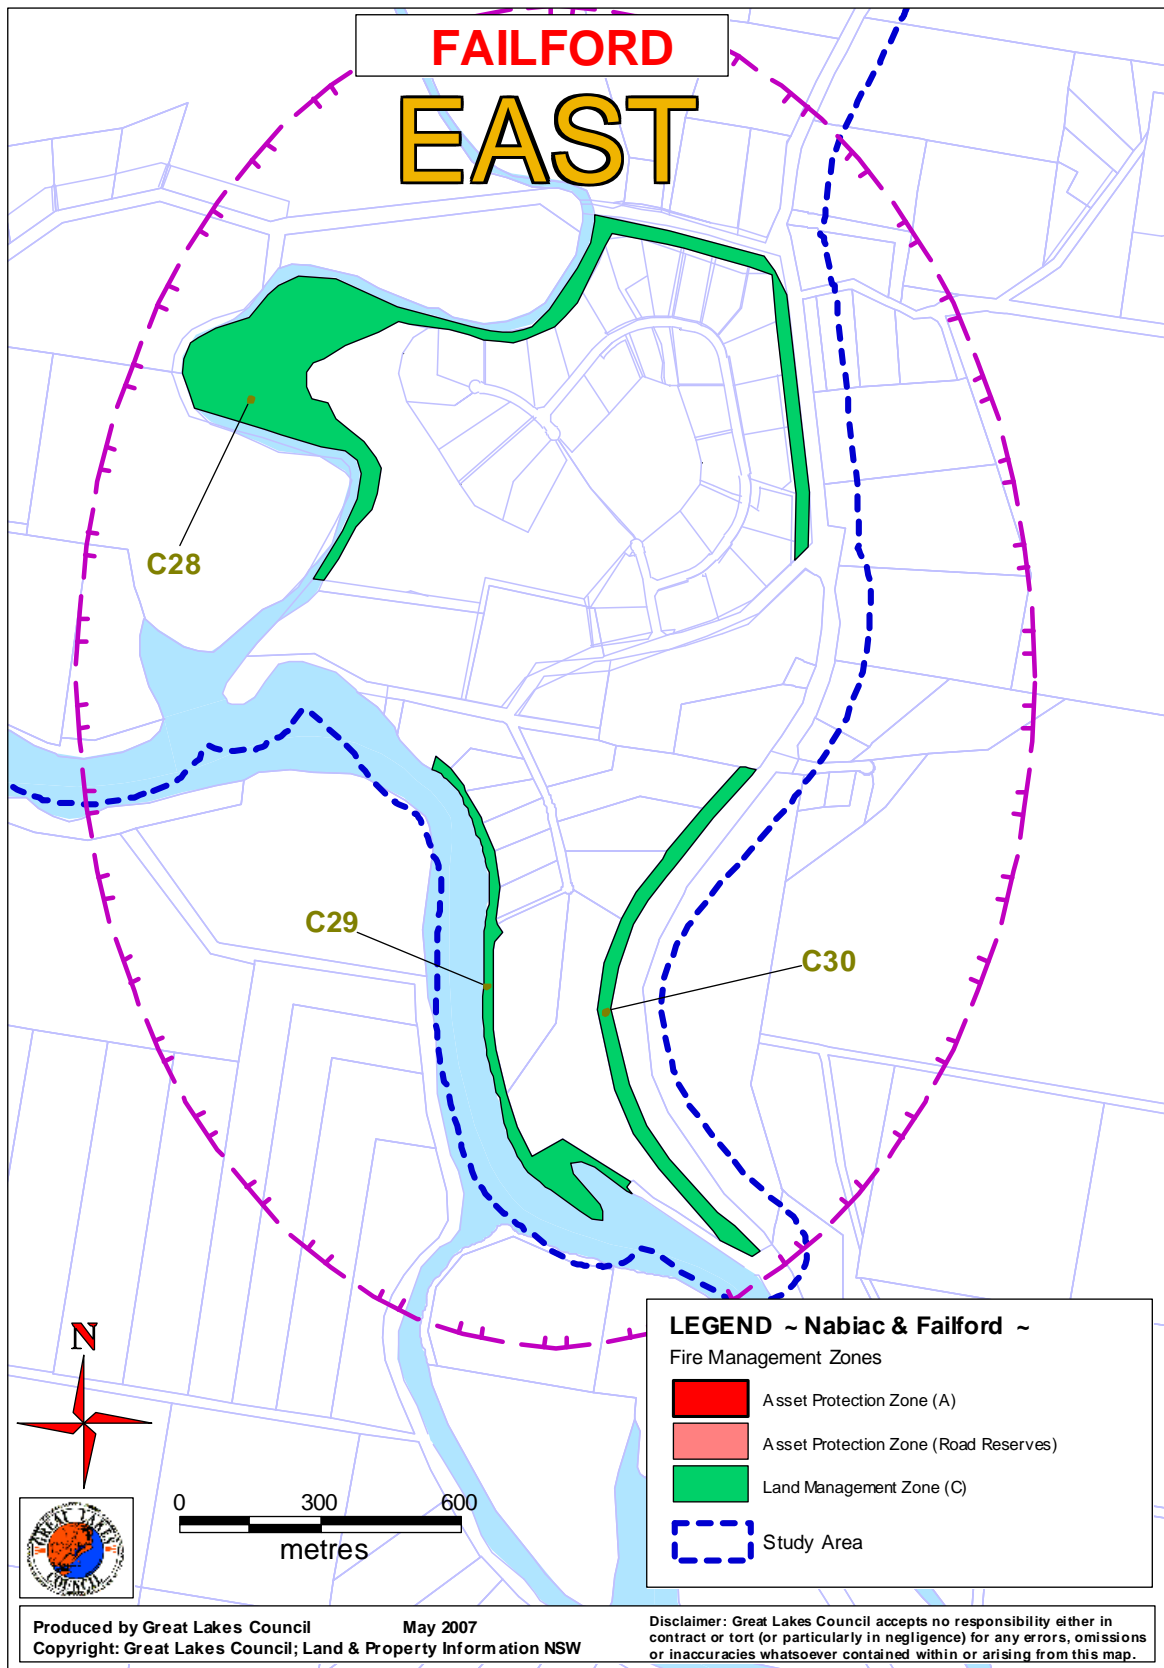 FAILFORD
EAST
C28
C29
C30
N
LEGEND ~ Nabiac & Failford ~
Fire Management Zones
Asset Protection Zone (A)
Asset Protection Zone (Road Reserves)
Land Management Zone (C)
Study Area
0 300 600
metres
GREAT LAKES
COUNCIL
Produced by Great Lakes Council May 2007
Copyright: Great Lakes Council; Land & Property Information NSW
Disclaimer: Great Lakes Council accepts no responsibility either in
contract or tort (or particularly in negligence) for any errors, omissions
or inaccuracies whatsoever contained within or arising from this map.